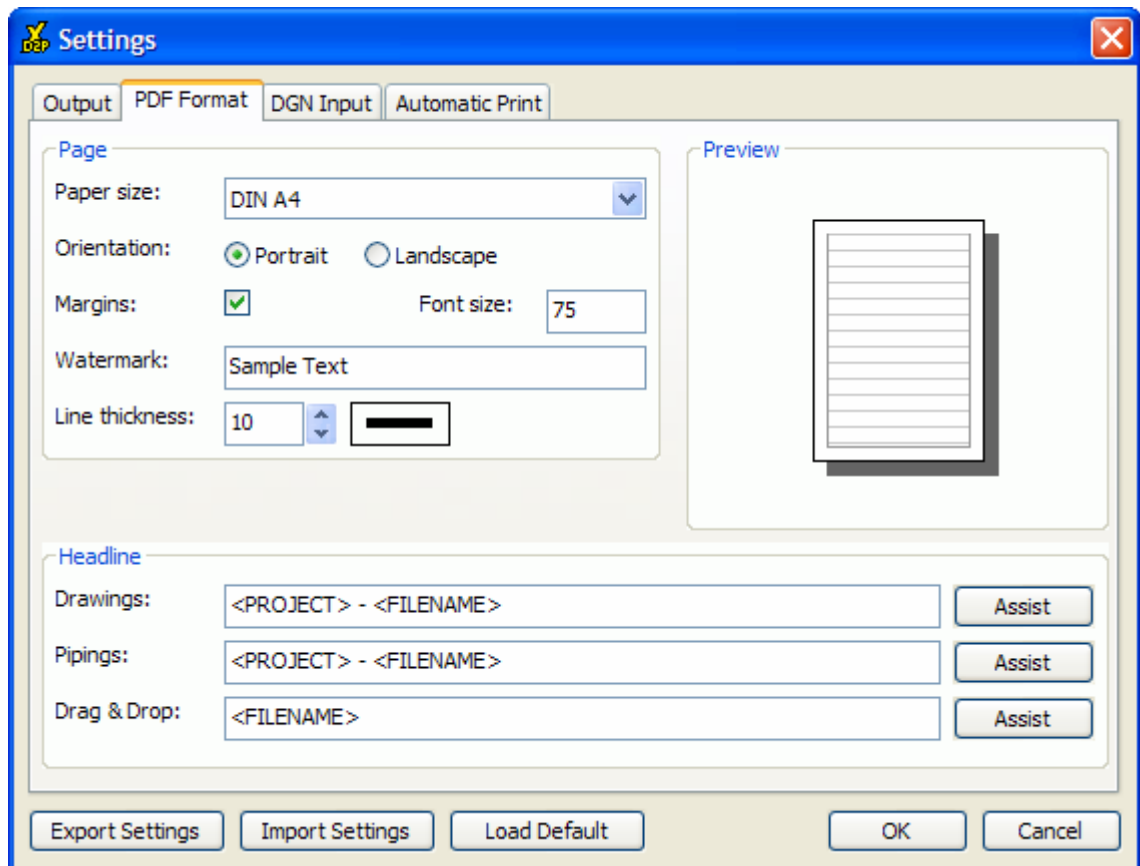 D2P Settings
Output PDF Format DGN Input Automatic Print
Page
Paper size: DIN A4
Orientation: Portrait Landscape
Margins: Font size: 75
Watermark: Sample Text
Line thickness: 10
Preview
Headline
Drawings: <PROJECT> - <FILENAME> Assist
Pipings: <PROJECT> - <FILENAME> Assist
Drag & Drop: <FILENAME> Assist
Export Settings Import Settings Load Default OK Cancel